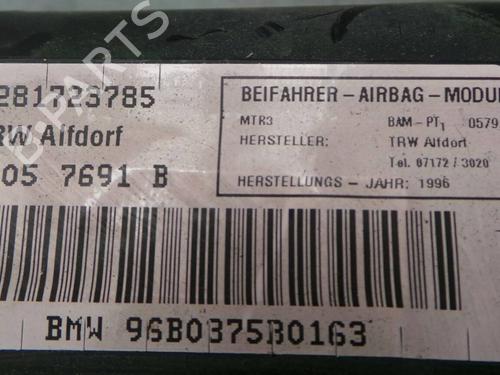 281723785
RW Alfdorf
05 7691 B
BEIFAHRER-AIRBAG-MODUL
MTR3 BAM-PT1 0579
HERSTELLER: TRW Alfdorf
Tel. 07172/3020
HERSTELLUNGS-JAHR: 1996
BMW 96B0375B0163
B-PARTS